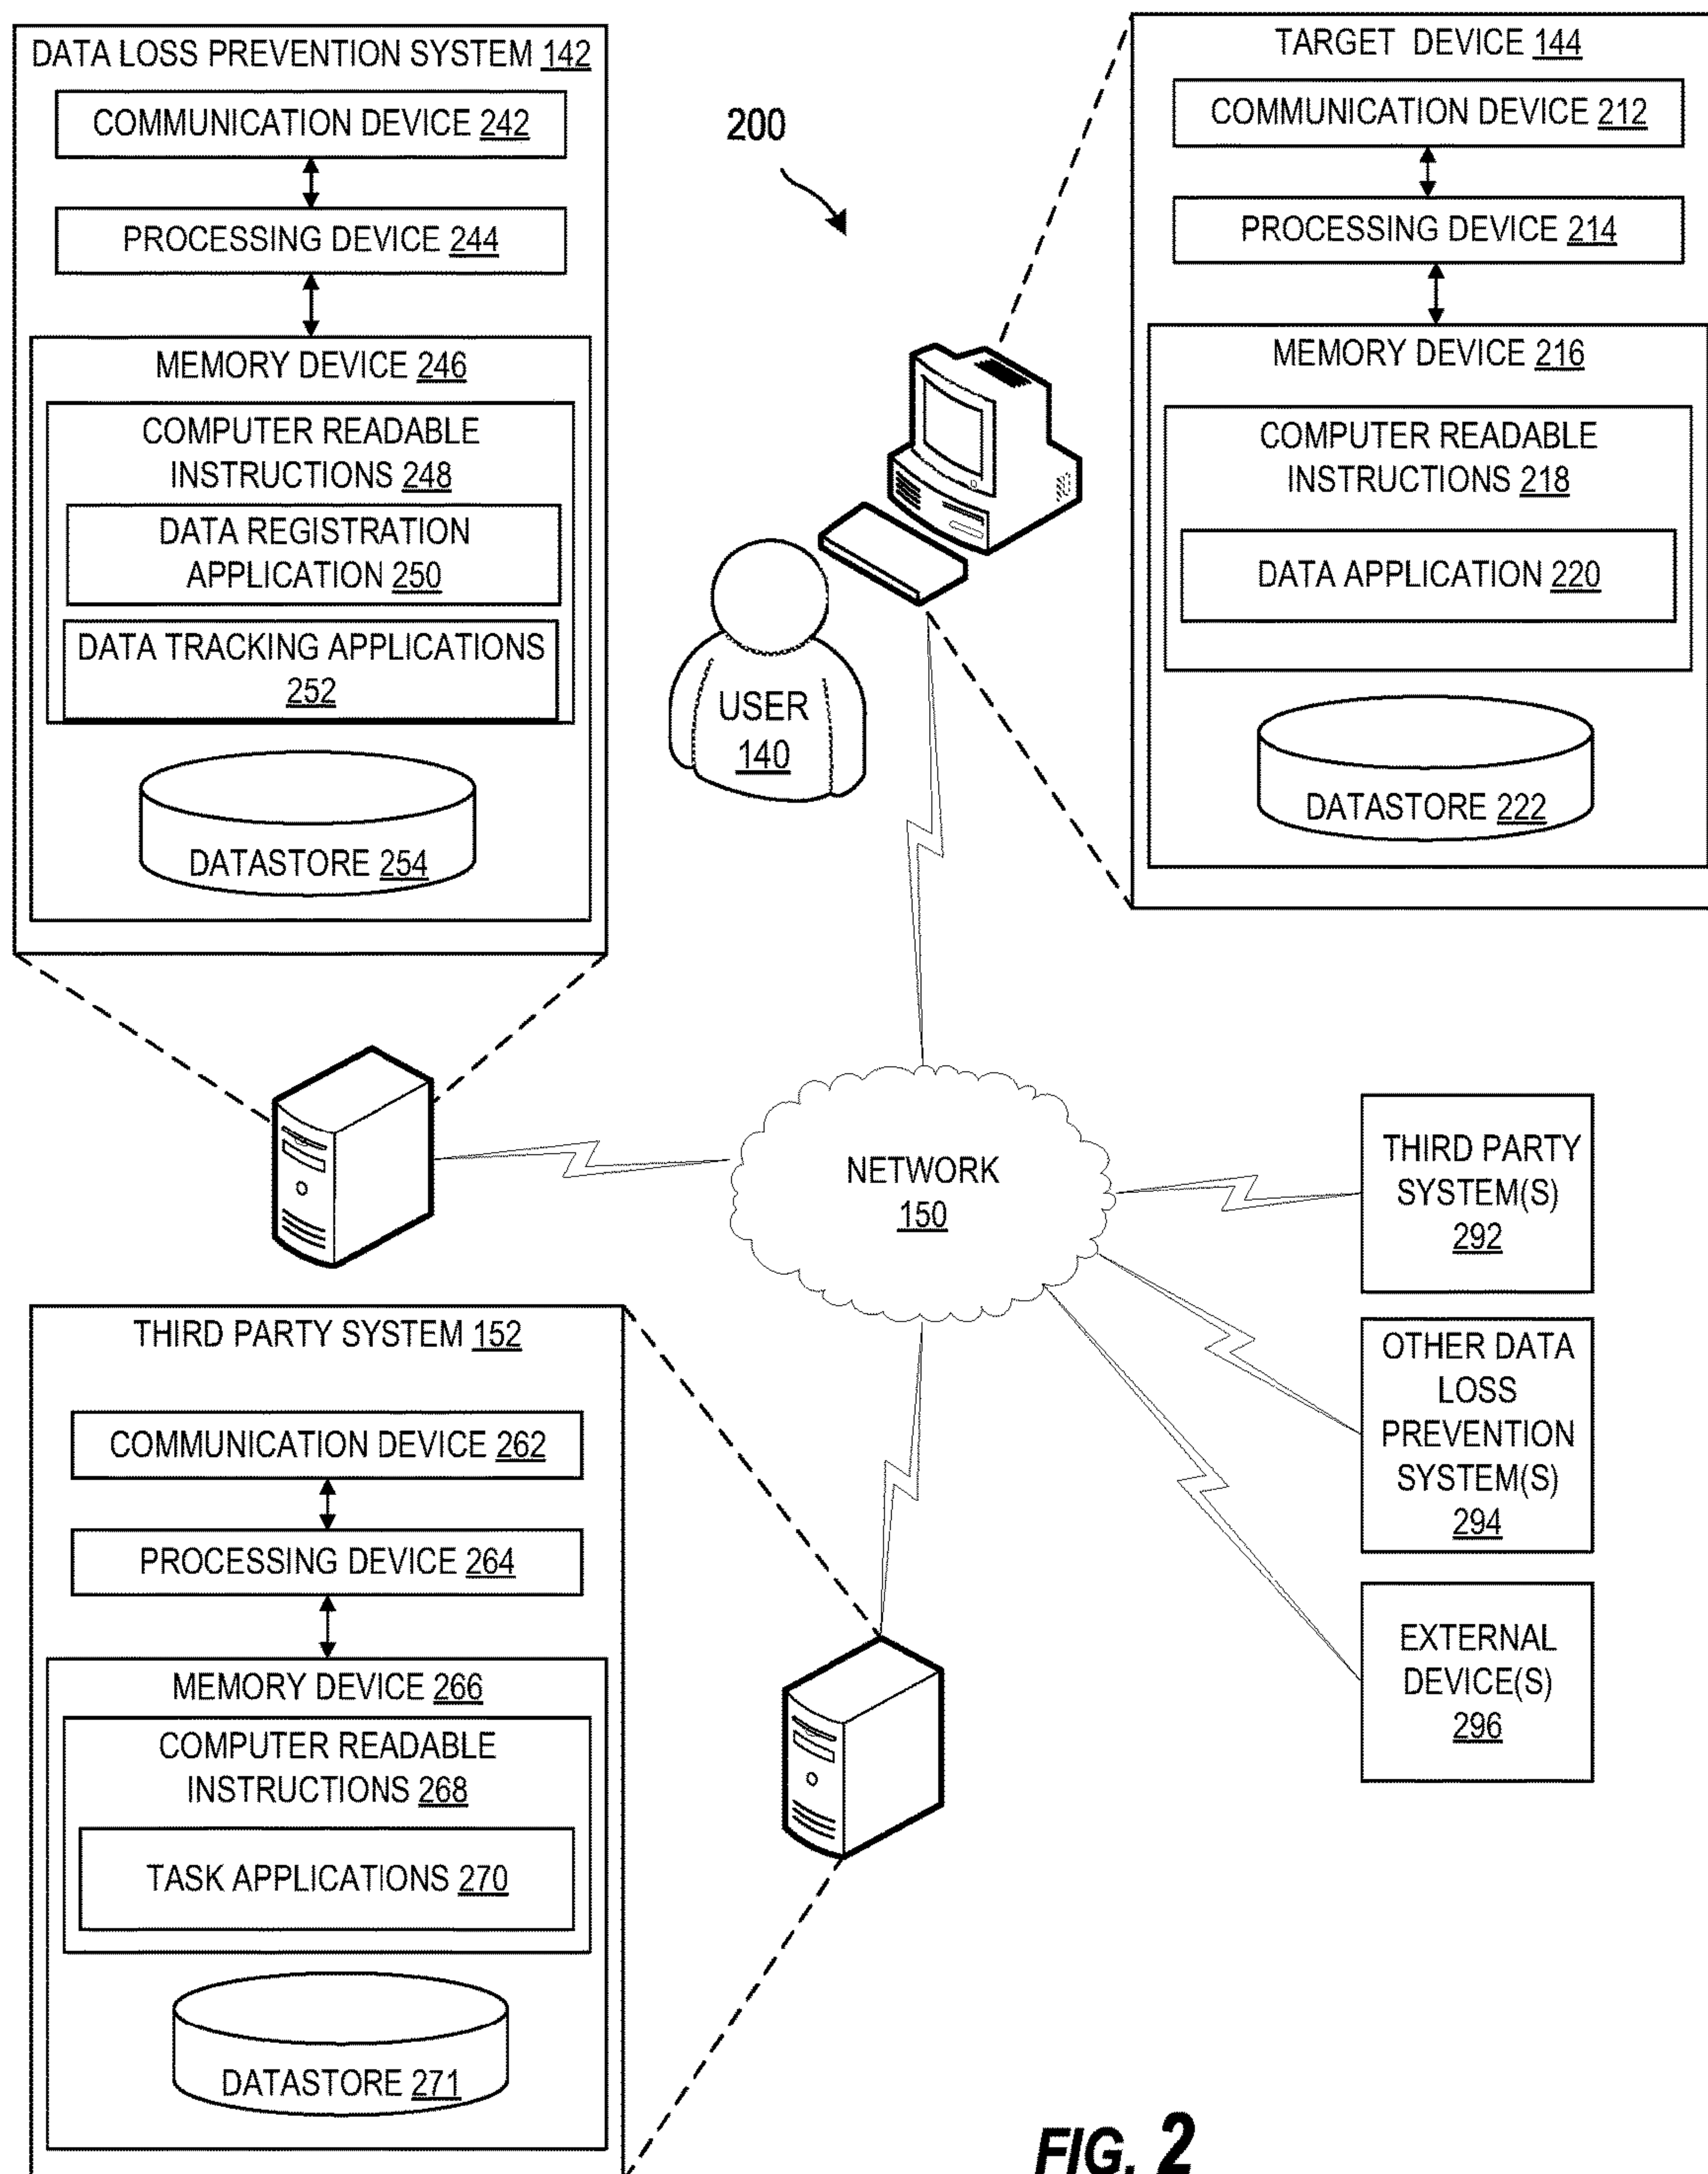 DATA LOSS PREVENTION SYSTEM 142
COMMUNICATION DEVICE 242
PROCESSING DEVICE 244
MEMORY DEVICE 246
COMPUTER READABLE
INSTRUCTIONS 248
DATA REGISTRATION
APPLICATION 250
DATA TRACKING APPLICATIONS
252
DATASTORE 254
200
USER
140
TARGET DEVICE 144
COMMUNICATION DEVICE 212
PROCESSING DEVICE 214
MEMORY DEVICE 216
COMPUTER READABLE
INSTRUCTIONS 218
DATA APPLICATION 220
DATASTORE 222
NETWORK
150
THIRD PARTY
SYSTEM(S)
292
OTHER DATA
LOSS
PREVENTION
SYSTEM(S)
294
EXTERNAL
DEVICE(S)
296
THIRD PARTY SYSTEM 152
COMMUNICATION DEVICE 262
PROCESSING DEVICE 264
MEMORY DEVICE 266
COMPUTER READABLE
INSTRUCTIONS 268
TASK APPLICATIONS 270
DATASTORE 271
FIG. 2